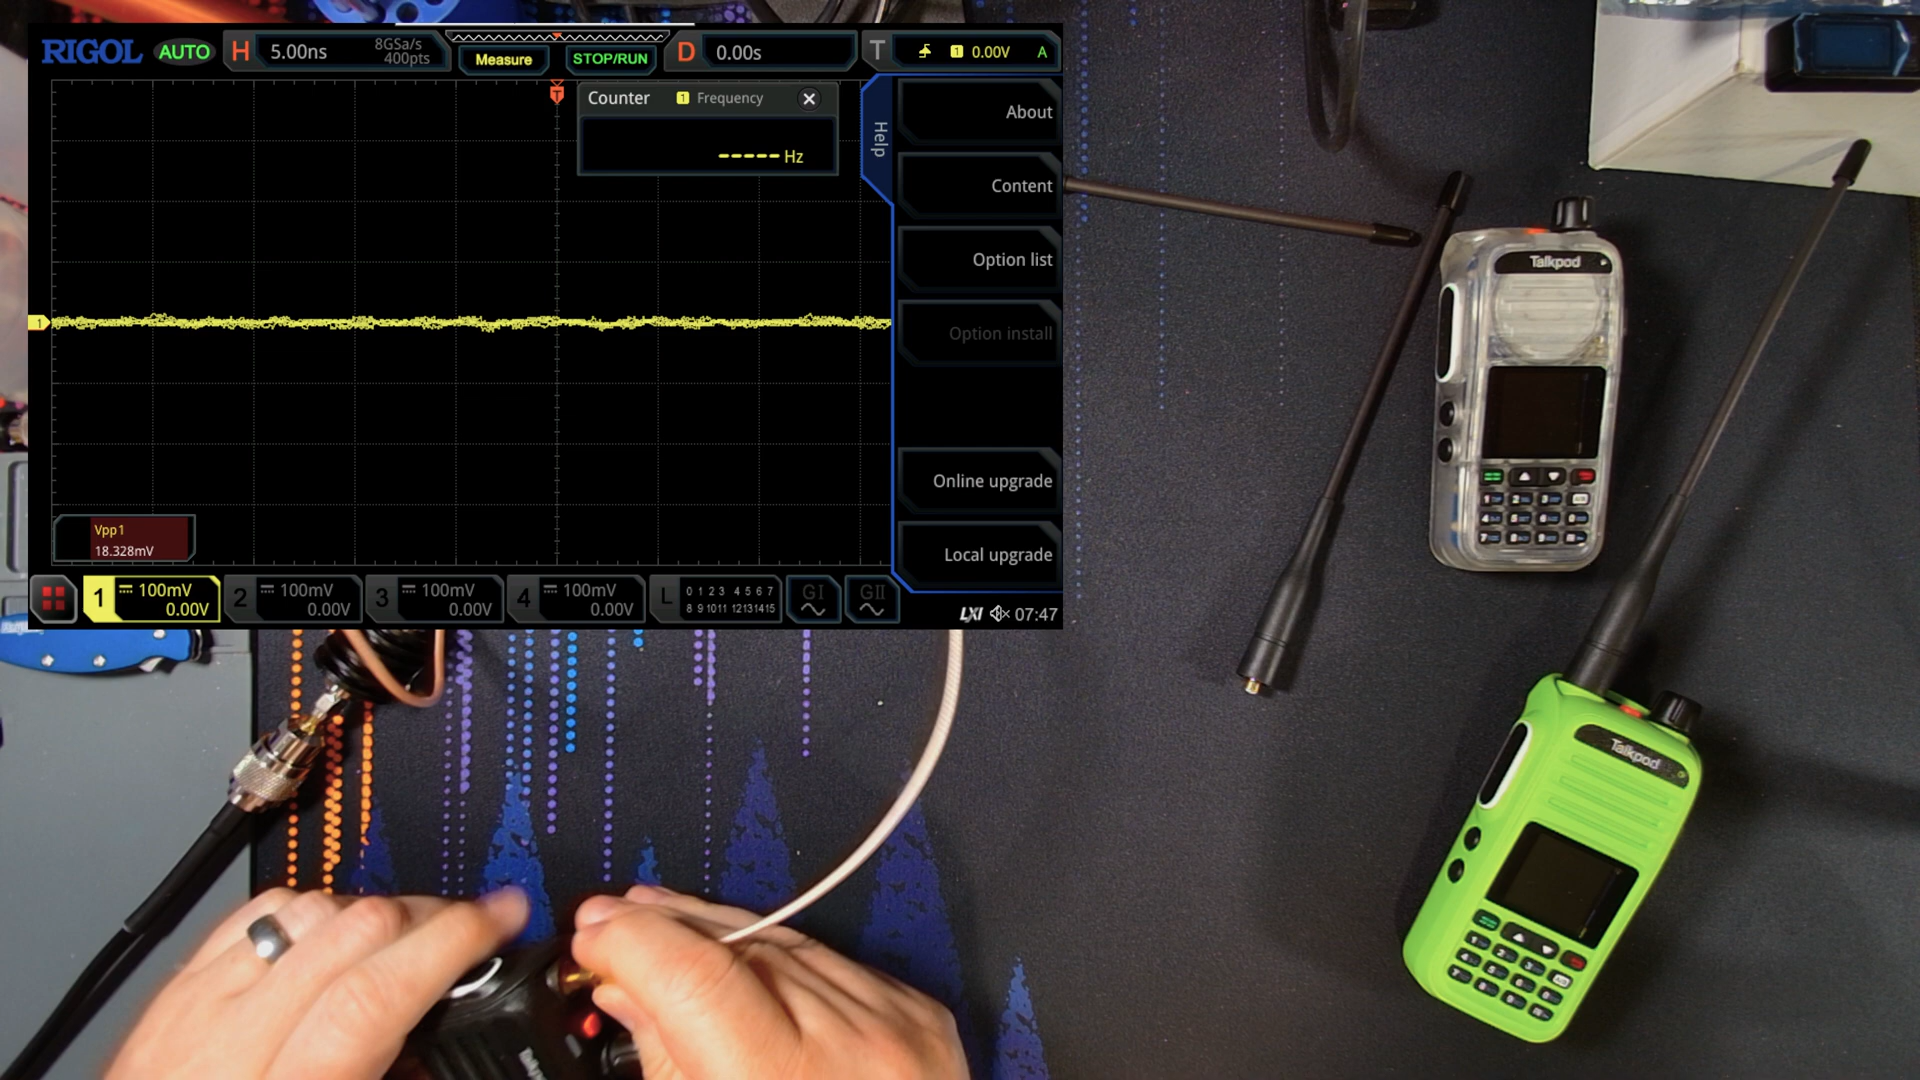 RIGOL AUTO H 5.00ns 8GSa/s 400pts Measure STOP/RUN D 0.00s T 1 0.00V A
Counter 1 Frequency
----- Hz
Help
About
Content
Option list
Option install
Online upgrade
Local upgrade
T
1
Vpp1
18.328mV
1 100mV 0.00V
2 100mV 0.00V
3 100mV 0.00V
4 100mV 0.00V
L 0 1 2 3 4 5 6 7
8 9 10 11 12 13 14 15
GI
GII
LXI 07:47
Talkpod
Talkpod